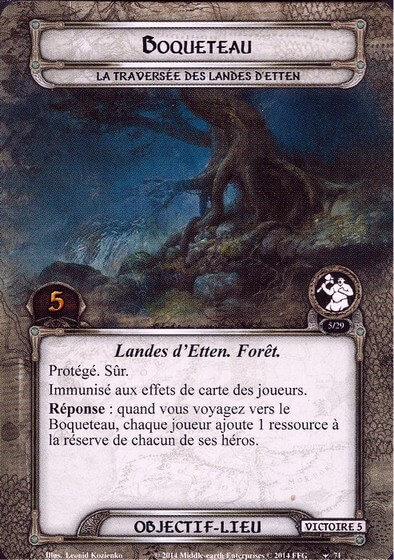 Boqueteau
La Traversée des Landes d'Etten
5
5/29
Landes d'Etten. Forêt.
Protégé. Sûr.
Immunisé aux effets de carte des joueurs.
Réponse : quand vous voyagez vers le
Boqueteau, chaque joueur ajoute 1 ressource à
la réserve de chacun de ses héros.
Objectif-Lieu
Victoire 5
Illus. Leonid Kozienko
© 2014 Middle-earth Enterprises © 2014 FFG
71